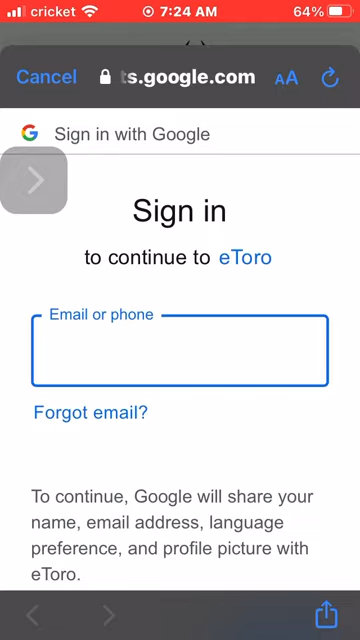 cricket 7:24 AM 64%
Cancel ts.google.com AA
Sign in with Google
Sign in
to continue to eToro
Email or phone
Forgot email?
To continue, Google will share your
name, email address, language
preference, and profile picture with
eToro.